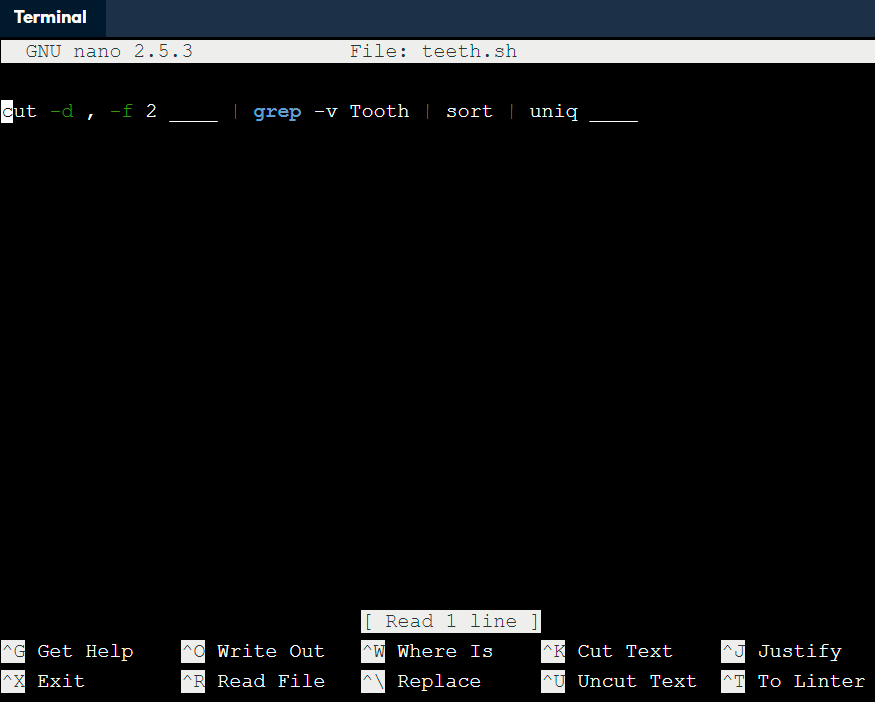 Terminal
GNU nano 2.5.3 File: teeth.sh
cut -d , -f 2 ____ | grep -v Tooth | sort | uniq ____
[ Read 1 line ]
^G Get Help ^O Write Out ^W Where Is ^K Cut Text ^J Justify
^X Exit ^R Read File ^\ Replace ^U Uncut Text ^T To Linter